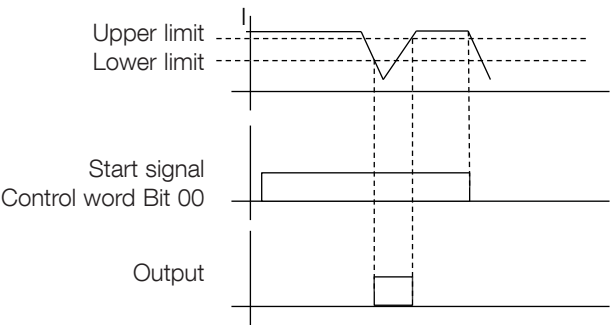 I
Upper limit
Lower limit
Start signal
Control word Bit 00
Output